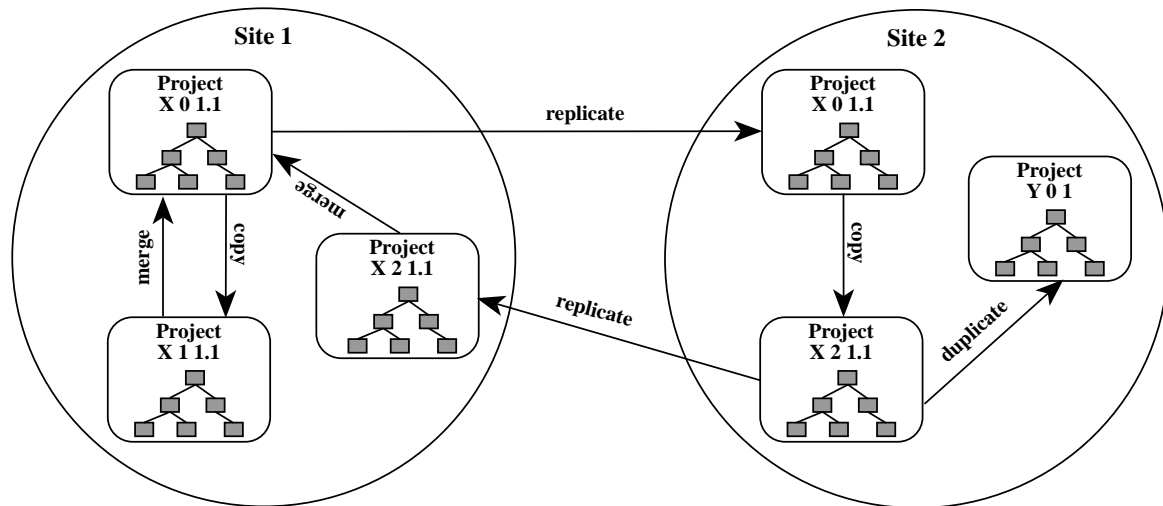 Site 1
Project
X 0 1.1
merge
copy
merge
Project
X 2 1.1
Project
X 1 1.1
replicate
replicate
Site 2
Project
X 0 1.1
copy
Project
Y 0 1
Project
X 2 1.1
duplicate